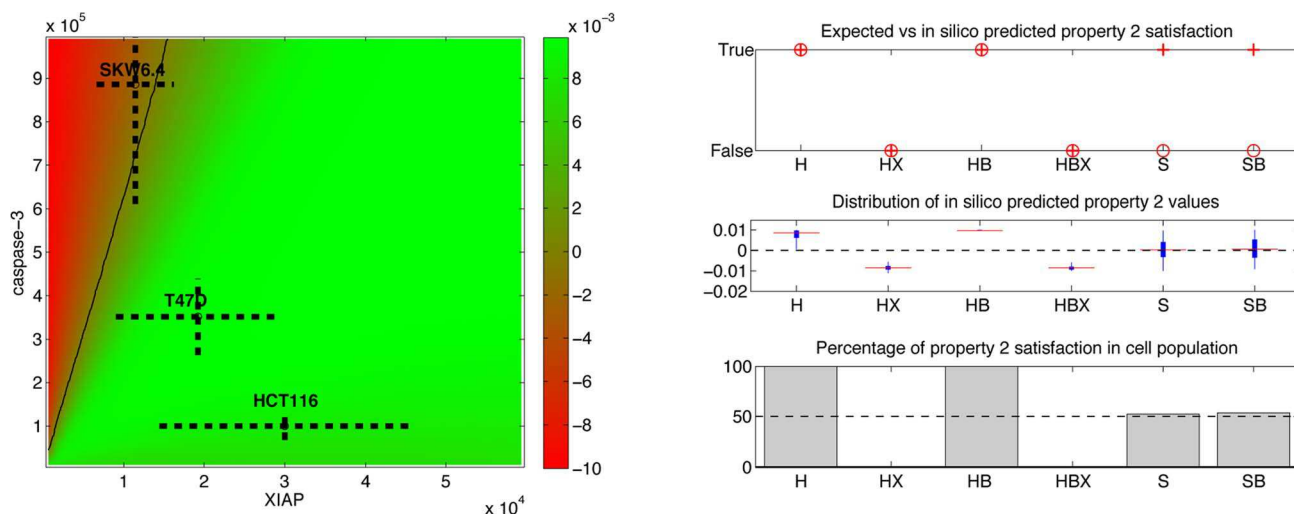 x 10^5
x 10^-3
9
8
7
6
5
4
3
2
1
caspase-3
SKW6.4
T47D
HCT116
1
2
3
4
5
XIAP
x 10^4
8
6
4
2
0
−2
−4
−6
−8
−10
Expected vs in silico predicted property 2 satisfaction
True
False
H HX HB HBX S SB
Distribution of in silico predicted property 2 values
0.01
0
−0.01
−0.02
H HX HB HBX S SB
Percentage of property 2 satisfaction in cell population
100
50
0
H HX HB HBX S SB